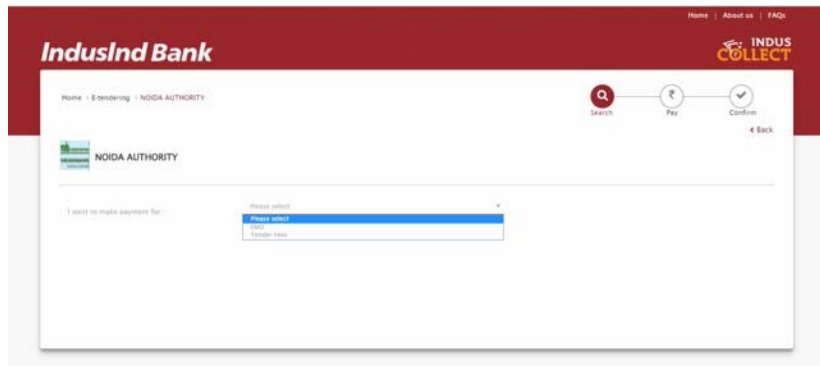 Home | About us | FAQs
IndusInd Bank
INDUS
COLLECT
Home > E-tendering > NOIDA AUTHORITY
Search
Pay
Confirm
< Back
NOIDA AUTHORITY
I want to make payment for
Please select
Please select
EMD
Tender Fees